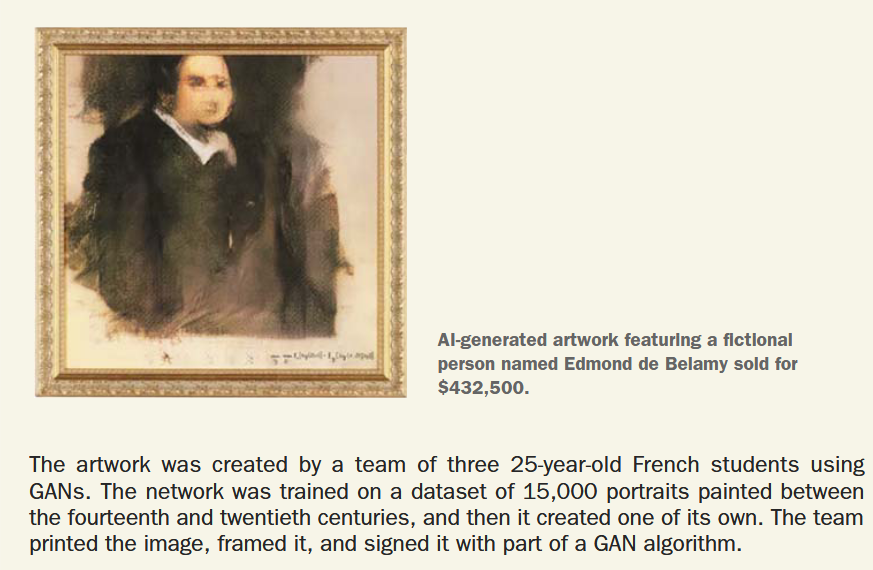 AI-generated artwork featuring a fictional
person named Edmond de Belamy sold for
$432,500.
The artwork was created by a team of three 25-year-old French students using
GANs. The network was trained on a dataset of 15,000 portraits painted between
the fourteenth and twentieth centuries, and then it created one of its own. The team
printed the image, framed it, and signed it with part of a GAN algorithm.